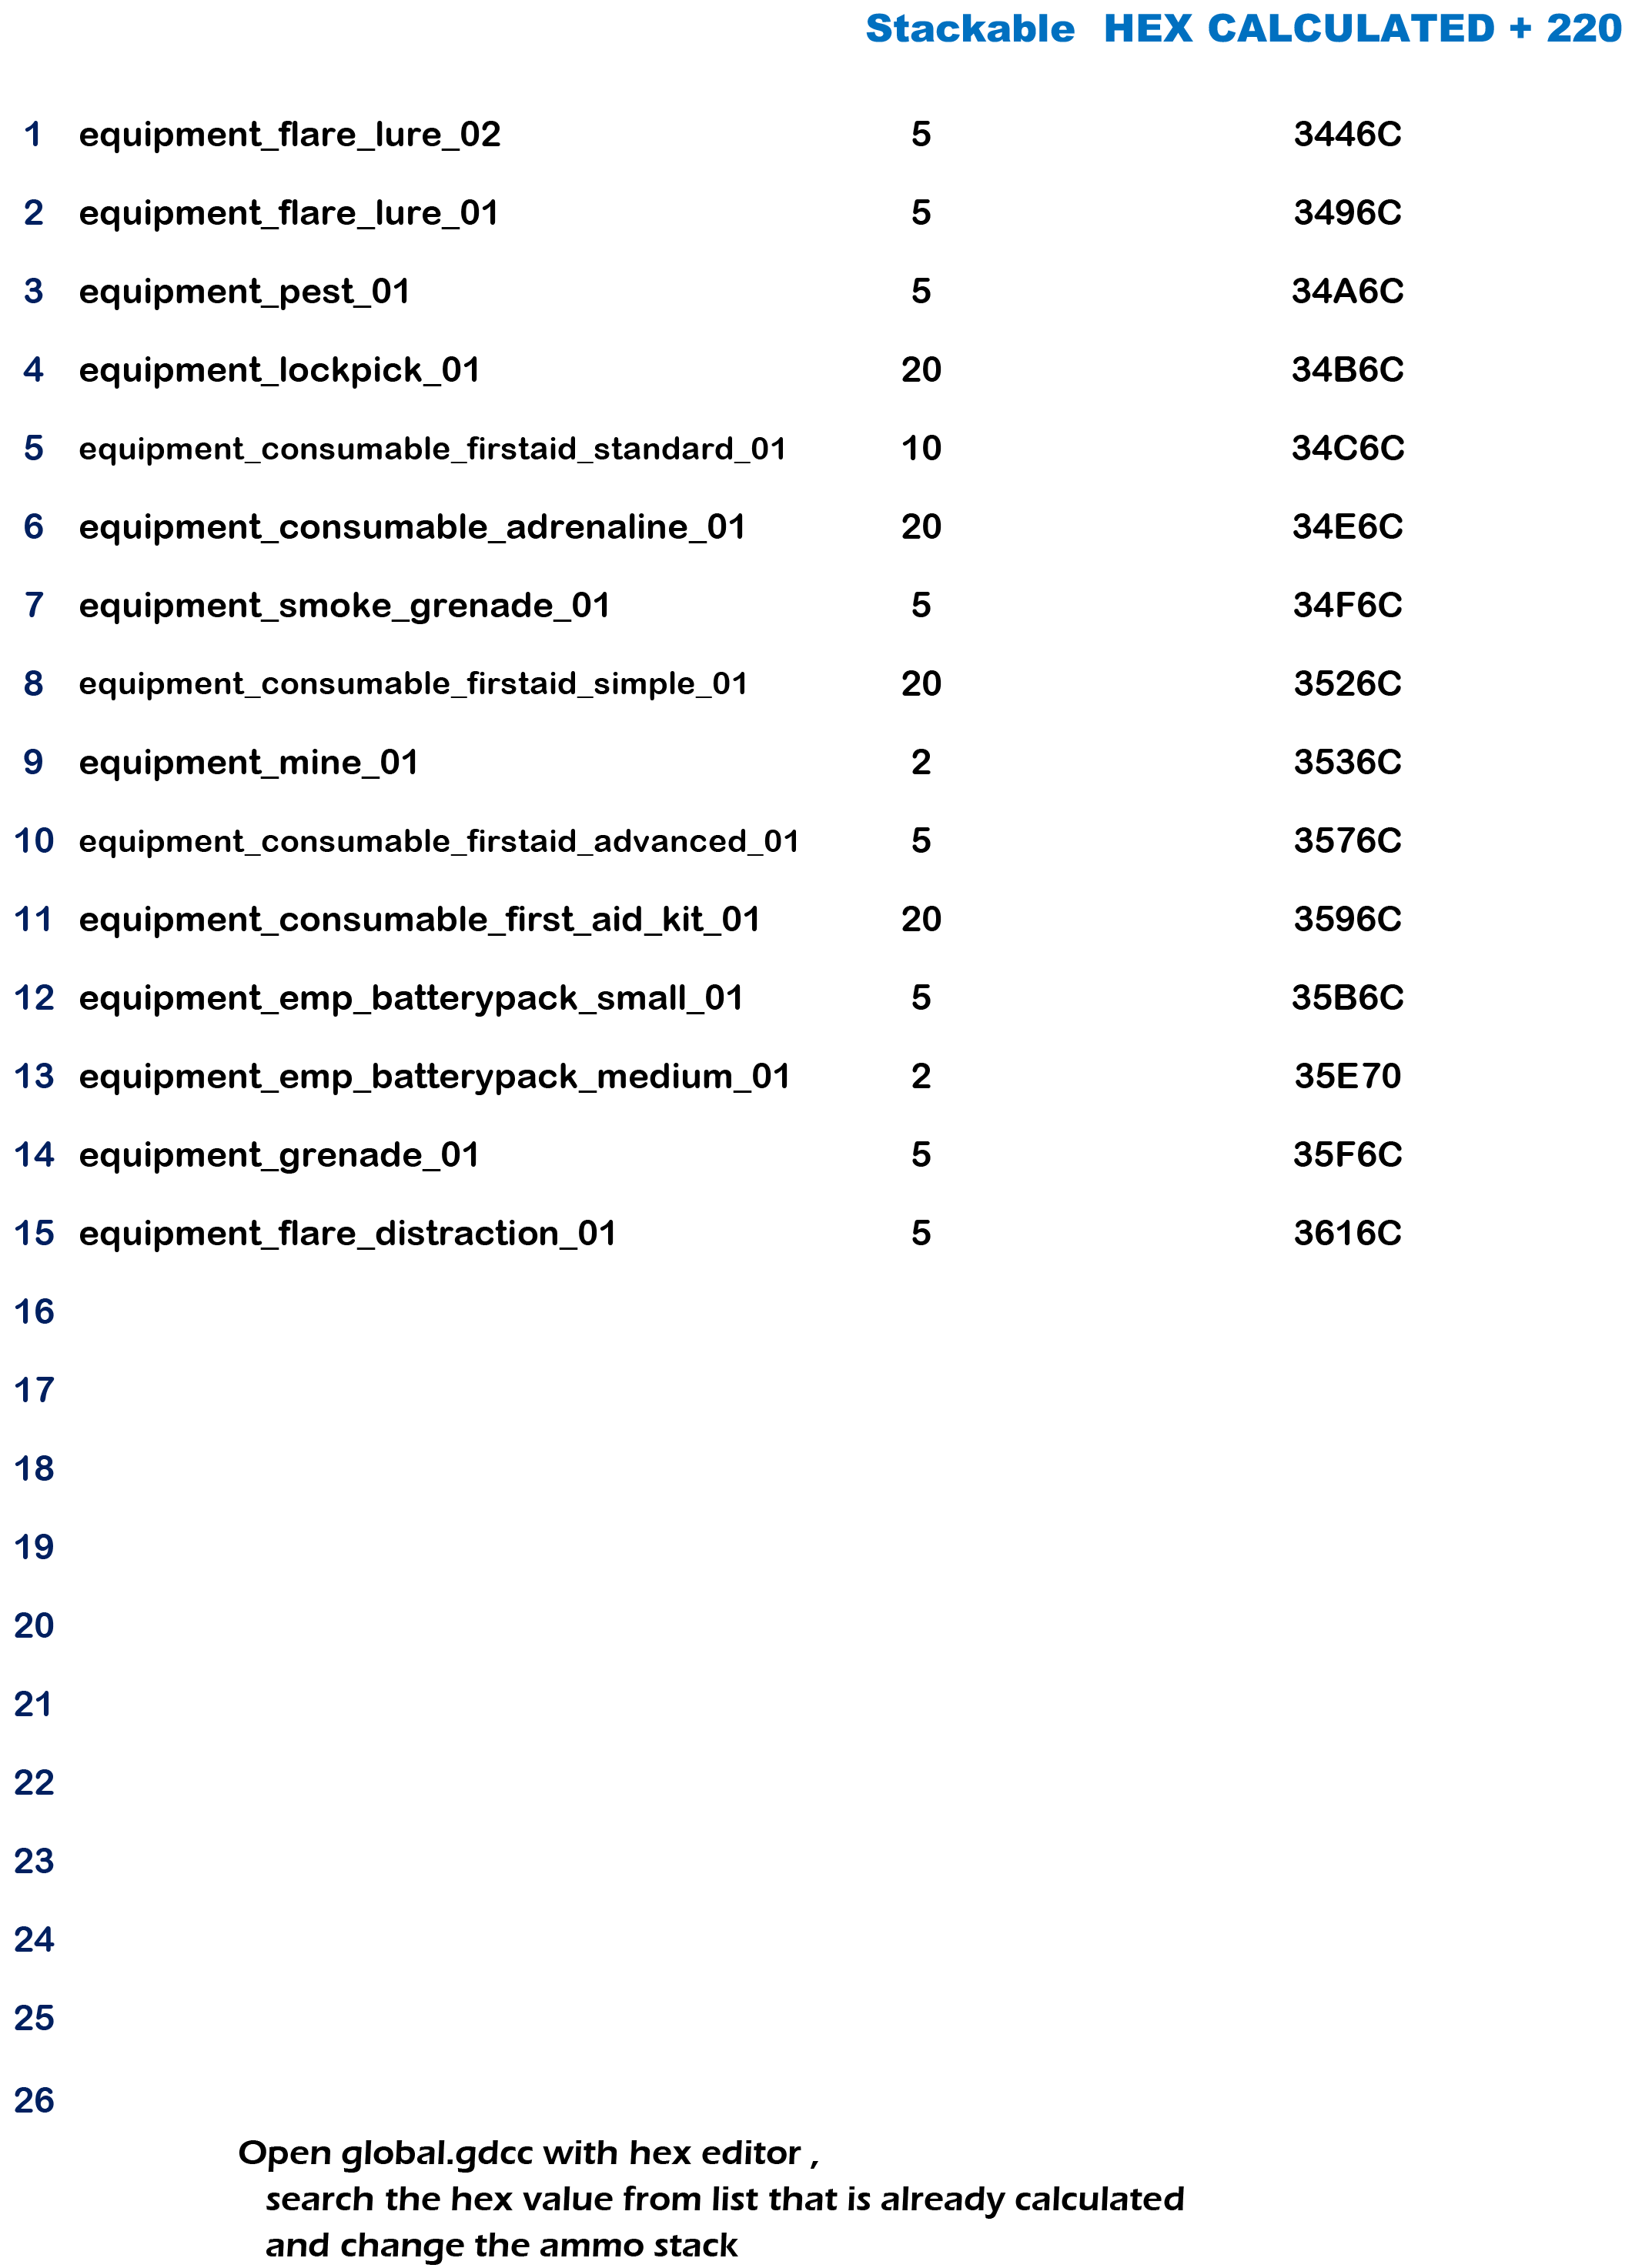 Stackable HEX CALCULATED + 220
1 equipment_flare_lure_02 5 3446C
2 equipment_flare_lure_01 5 3496C
3 equipment_pest_01 5 34A6C
4 equipment_lockpick_01 20 34B6C
5 equipment_consumable_firstaid_standard_01 10 34C6C
6 equipment_consumable_adrenaline_01 20 34E6C
7 equipment_smoke_grenade_01 5 34F6C
8 equipment_consumable_firstaid_simple_01 20 3526C
9 equipment_mine_01 2 3536C
10 equipment_consumable_firstaid_advanced_01 5 3576C
11 equipment_consumable_first_aid_kit_01 20 3596C
12 equipment_emp_batterypack_small_01 5 35B6C
13 equipment_emp_batterypack_medium_01 2 35E70
14 equipment_grenade_01 5 35F6C
15 equipment_flare_distraction_01 5 3616C
16
17
18
19
20
21
22
23
24
25
26
Open global.gdcc with hex editor ,
search the hex value from list that is already calculated
and change the ammo stack